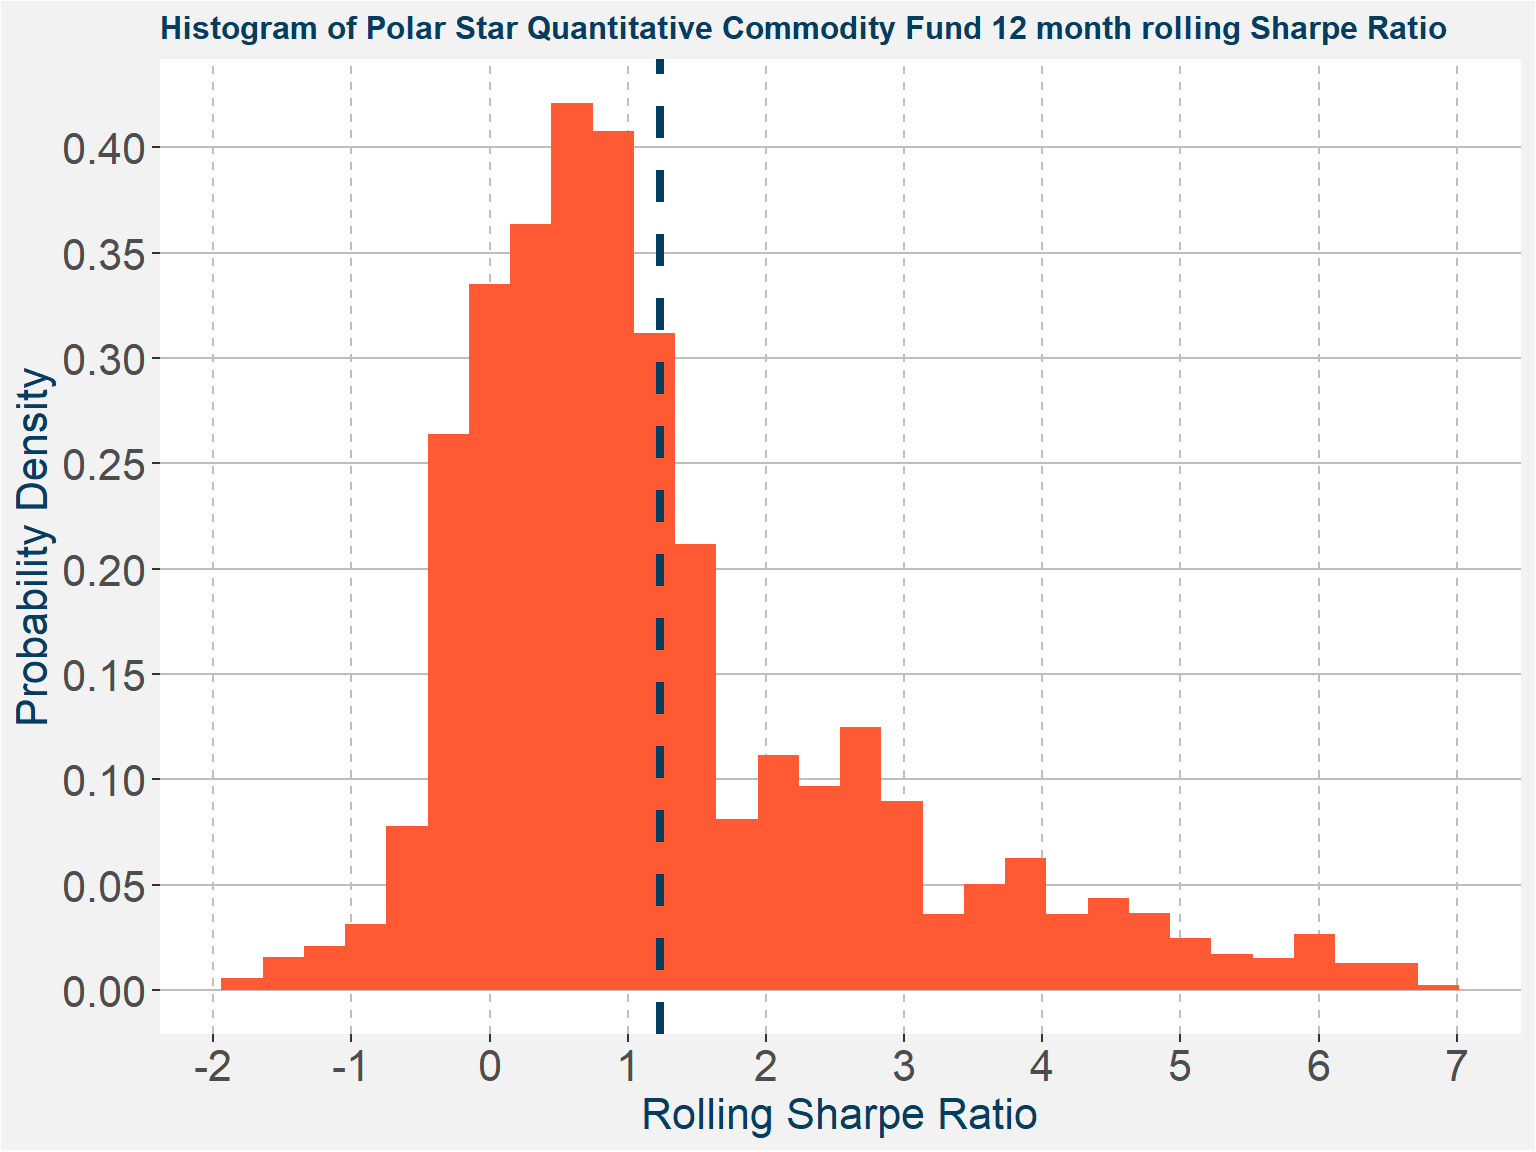 Histogram of Polar Star Quantitative Commodity Fund 12 month rolling Sharpe Ratio
Probability Density
0.40
0.35
0.30
0.25
0.20
0.15
0.10
0.05
0.00
-2 -1 0 1 2 3 4 5 6 7
Rolling Sharpe Ratio